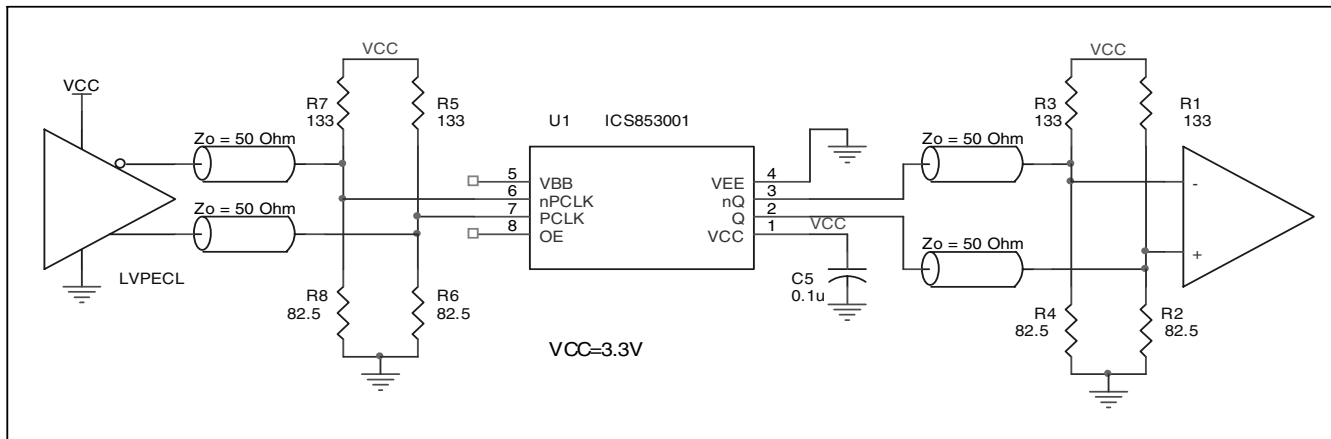 VCC
LVPECL
Zo = 50 Ohm
Zo = 50 Ohm
VCC
R7
133
R5
133
R8
82.5
R6
82.5
U1 ICS853001
5 VBB
6 nPCLK
7 PCLK
8 OE
VEE 4
nQ 3
Q 2
VCC 1
VCC
C5
0.1u
VCC=3.3V
Zo = 50 Ohm
Zo = 50 Ohm
VCC
R3
133
R1
133
R4
82.5
R2
82.5
-
+